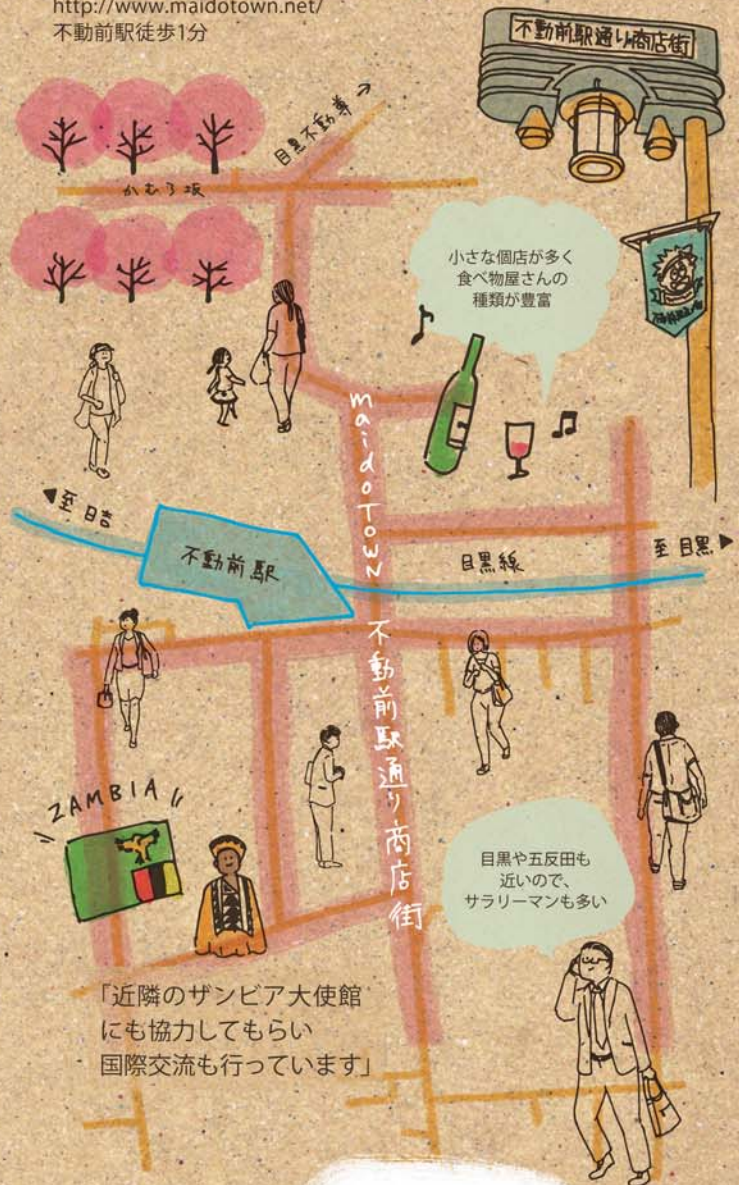 http://www.maidotown.net/
不動前駅徒歩1分
不動前駅通り商店街
目黒不動尊→
かむろ坂
小さな個店が多く
食べ物屋さんの
種類が豊富
maidoTOWN
◀至 日吉
不動前駅
目黒線
至 目黒▶
不動前駅通り商店街
ZAMBIA
目黒や五反田も
近いので、
サラリーマンも多い
「近隣のザンビア大使館
にも協力してもらい
国際交流も行っています」